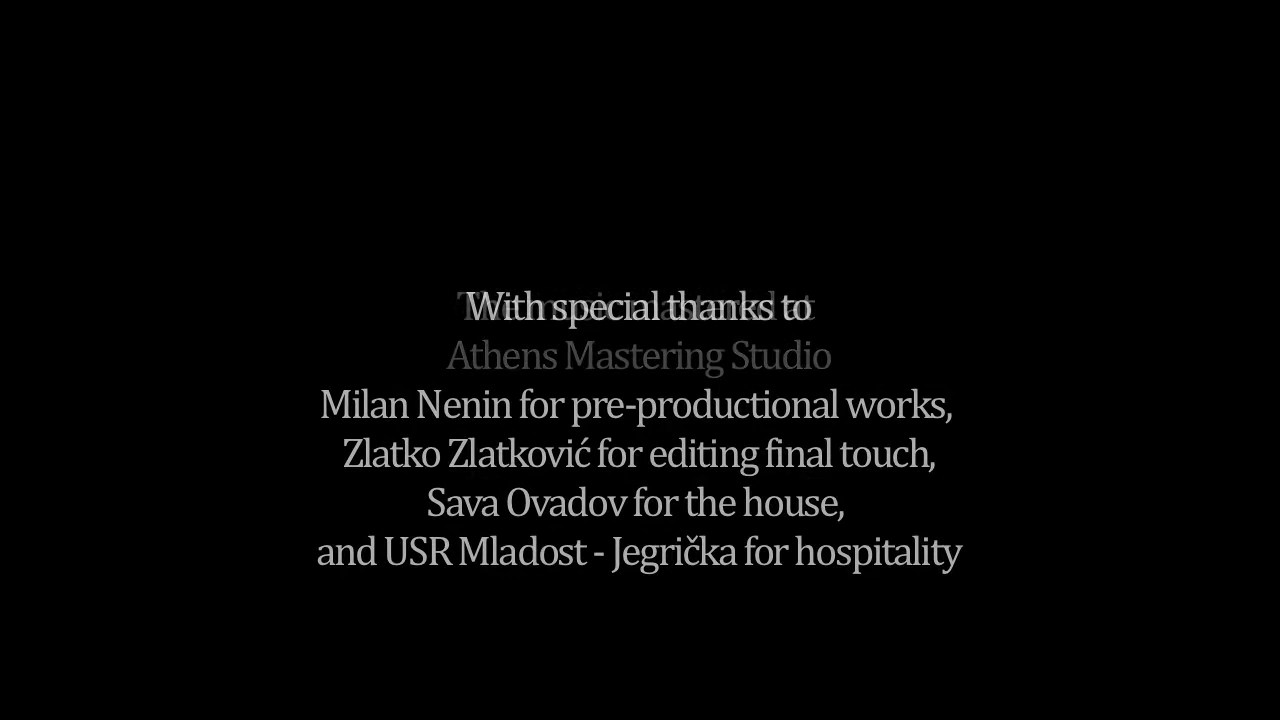 With special thanks to
Athens Mastering Studio
Milan Nenin for pre-productional works,
Zlatko Zlatković for editing final touch,
Sava Ovadov for the house,
and USR Mladost - Jegrička for hospitality